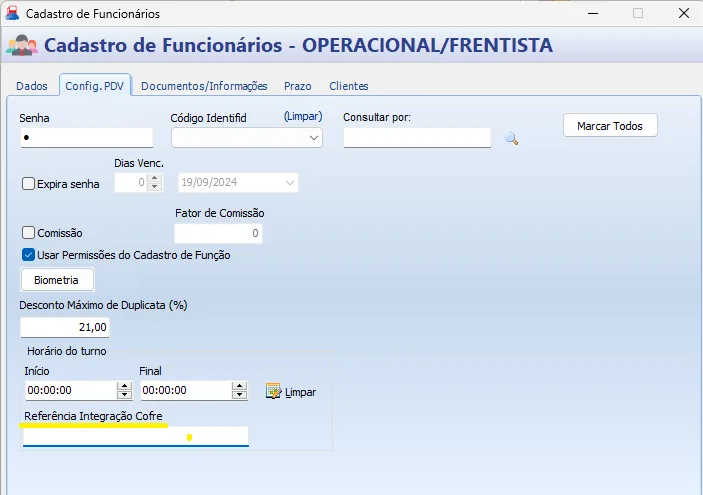 Cadastro de Funcionários
Cadastro de Funcionários - OPERACIONAL/FRENTISTA
Dados Config.PDV Documentos/Informações Prazo Clientes
Senha Código Identifid (Limpar) Consultar por:
Marcar Todos
Dias Venc.
Expira senha 0 19/09/2024
Fator de Comissão
Comissão 0
Usar Permissões do Cadastro de Função
Biometria
Desconto Máximo de Duplicata (%)
21,00
Horário do turno
Início Final
00:00:00 00:00:00 Limpar
Referência Integração Cofre